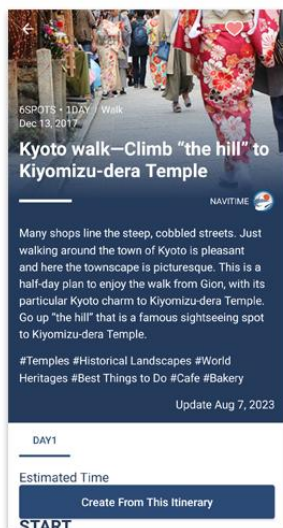 6SPOTS • 1DAY / Walk
Dec 13, 2017
Kyoto walk—Climb “the hill” to
Kiyomizu-dera Temple
NAVITIME
Many shops line the steep, cobbled streets. Just
walking around the town of Kyoto is pleasant
and here the townscape is picturesque. This is a
half-day plan to enjoy the walk from Gion, with its
particular Kyoto charm to Kiyomizu-dera Temple.
Go up “the hill” that is a famous sightseeing spot
to Kiyomizu-dera Temple.
#Temples #Historical Landscapes #World
Heritages #Best Things to Do #Cafe #Bakery
Update Aug 7, 2023
DAY1
Estimated Time
Create From This Itinerary
START